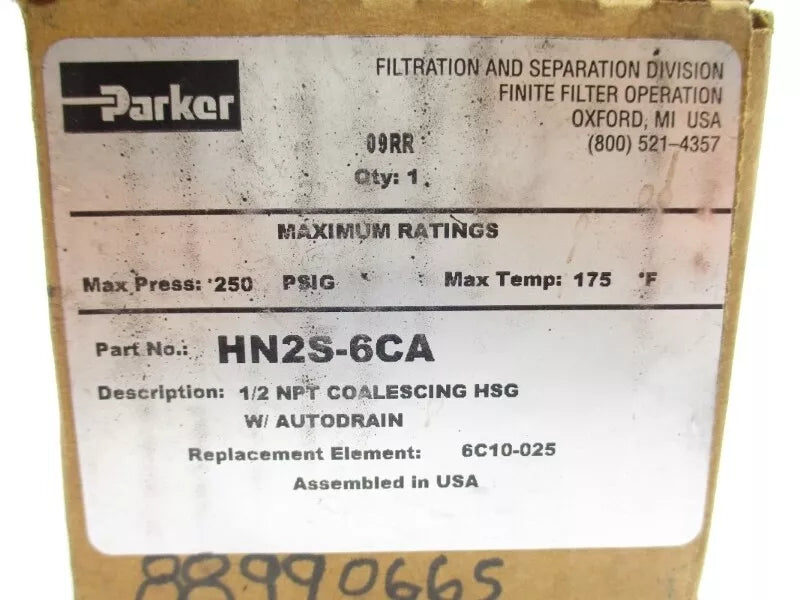 Parker
FILTRATION AND SEPARATION DIVISION
FINITE FILTER OPERATION
OXFORD, MI USA
(800) 521-4357
09RR
Qty: 1
MAXIMUM RATINGS
Max Press: 250 PSIG Max Temp: 175 °F
Part No.: HN2S-6CA
Description: 1/2 NPT COALESCING HSG
W/ AUTODRAIN
Replacement Element: 6C10-025
Assembled in USA
88990665